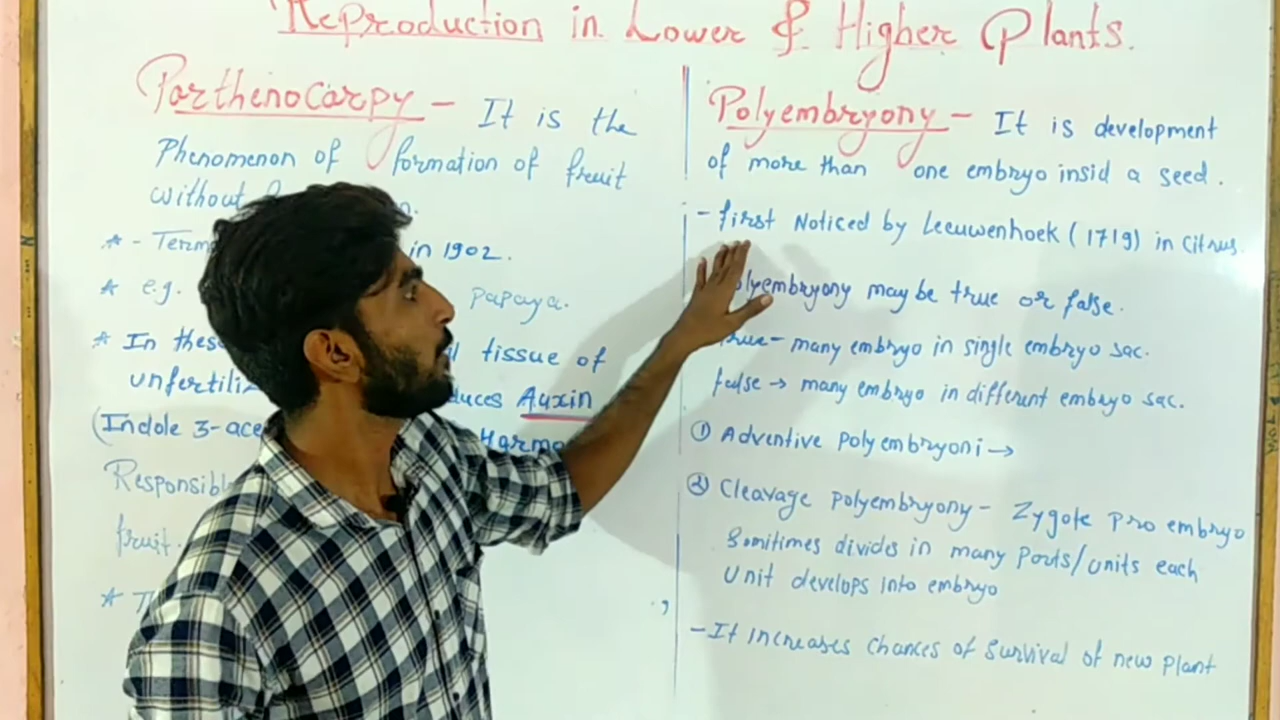 Reproduction in Lower & Higher Plants.
Parthenocarpy - It is the
Phenomenon of formation of fruit
without
* - Term in 1902.
* e.g. papaya.
* In these tissue of
Auxin
(Indole 3-ace
fruit.
*
Polyembryony - It is development
of more than one embryo insid a seed.
- first Noticed by Leeuwenhoek (1719) in Citrus.
olyembryony may be true or false.
true - many embryo in single embryo sac.
false → many embryo in different embryo sac.
① Adventive Polyembryoni →
② Cleavage polyembryony - Zygote Pro embryo
Somitimes divides in many Parts/units each
Unit develops into embryo
- It increases Chances of Survival of new plant